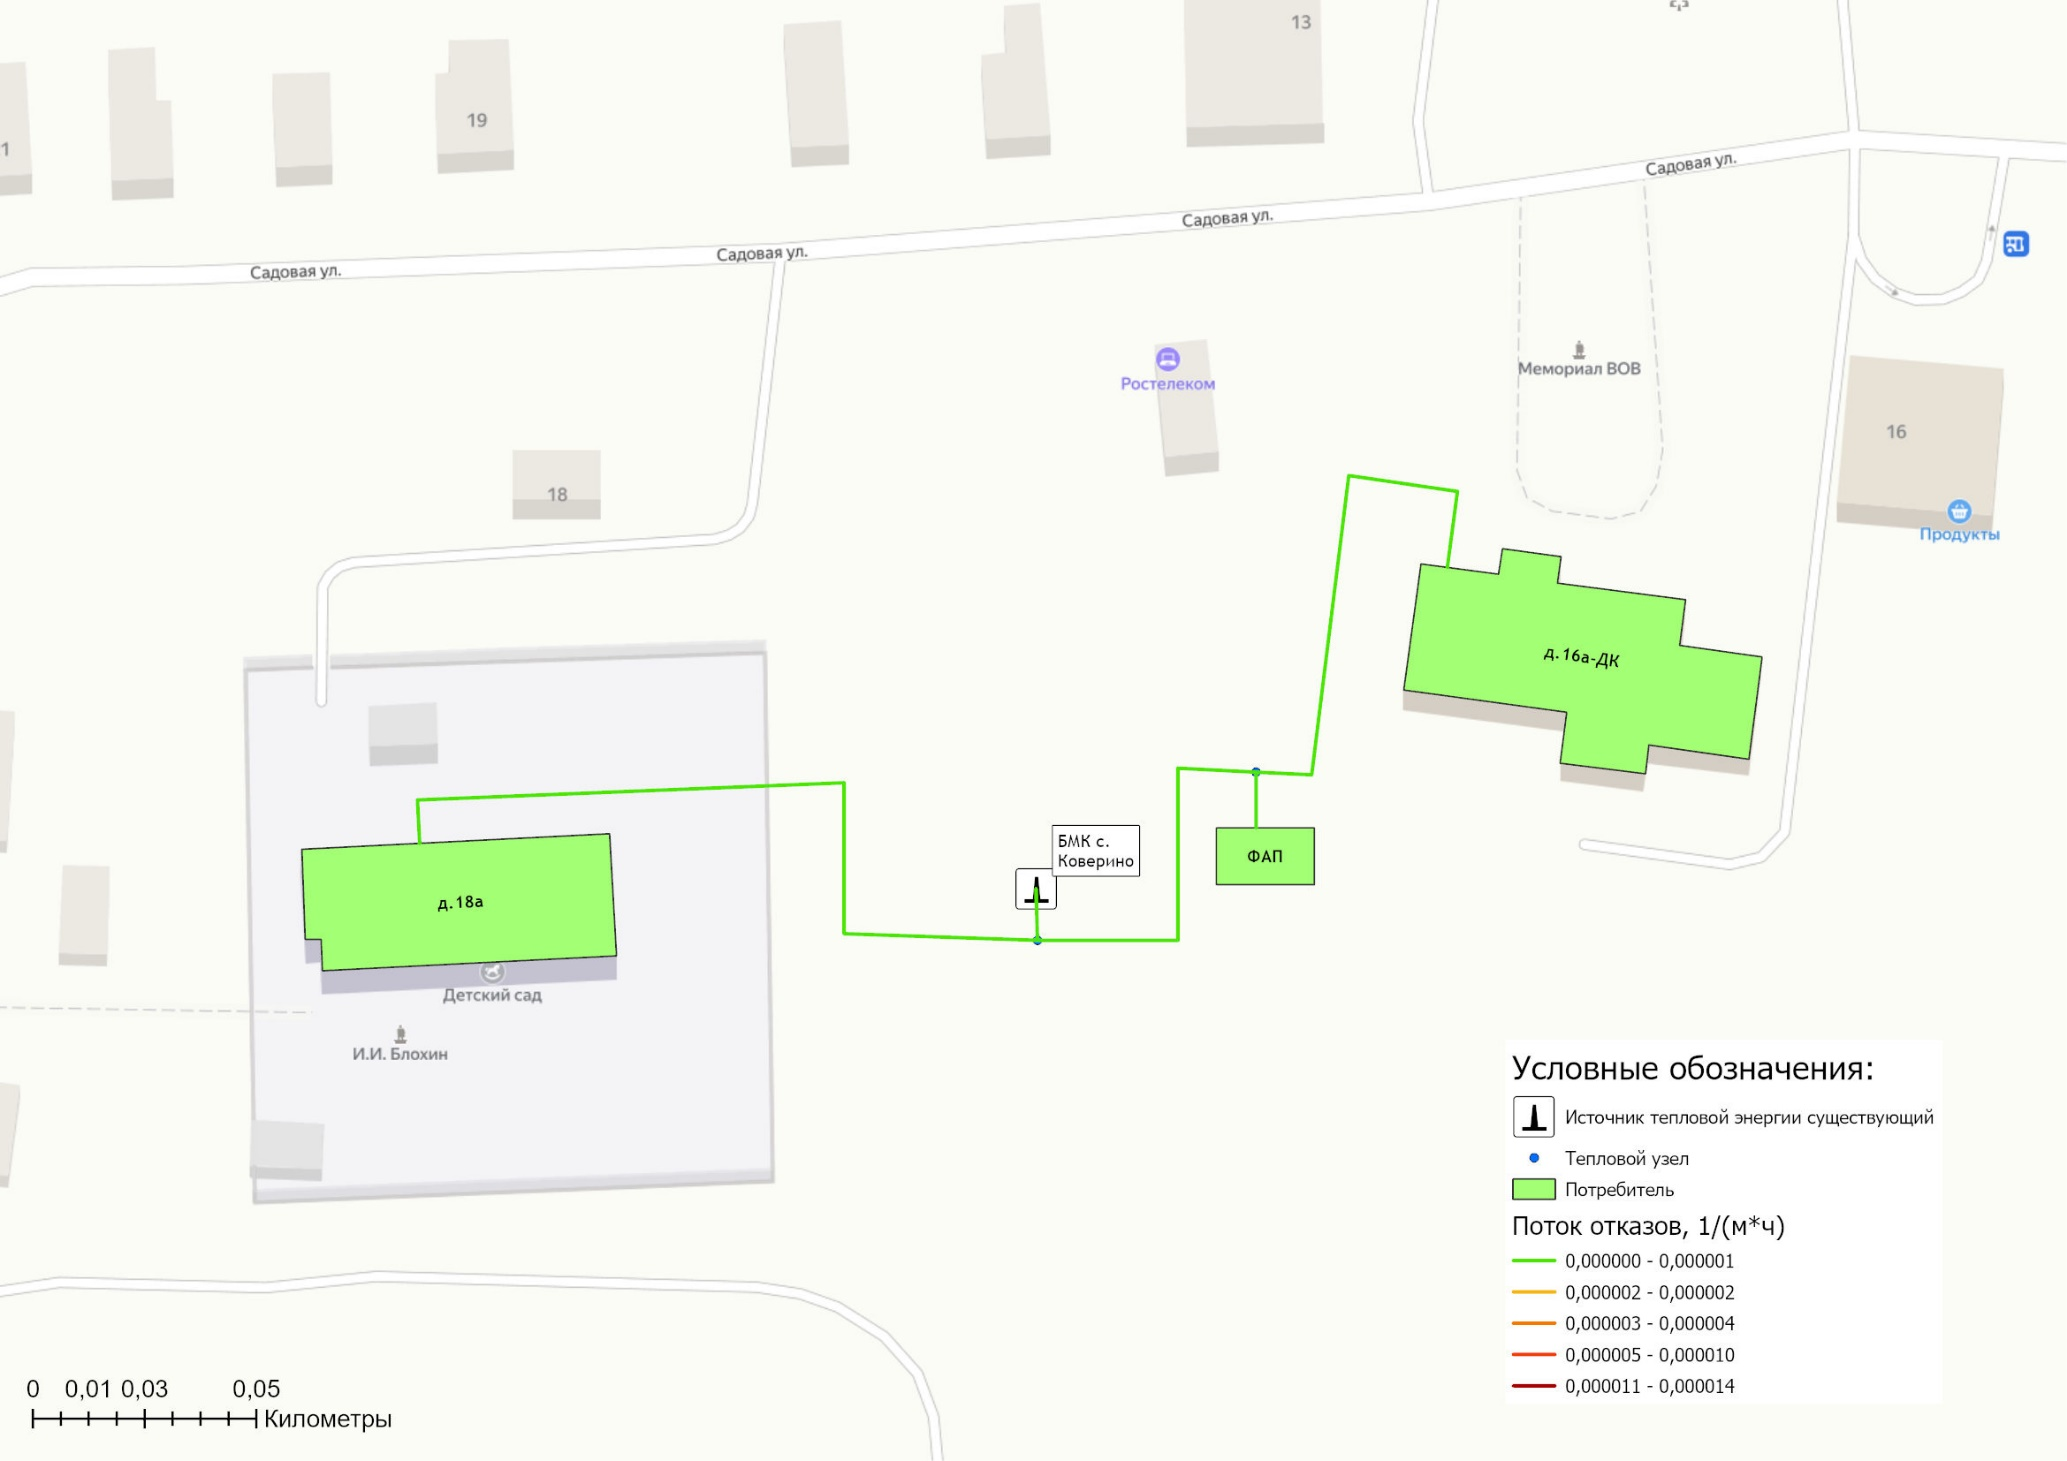 13
19
1
Садовая ул.
Садовая ул.
Садовая ул.
Садовая ул.
Мемориал ВОВ
Ростелеком
16
18
Продукты
д.16а-ДК
БМК с.
Коверино
ФАП
д.18а
Детский сад
И.И. Блохин
Условные обозначения:
Источник тепловой энергии существующий
Тепловой узел
Потребитель
Поток отказов, 1/(м*ч)
0,000000 - 0,000001
0,000002 - 0,000002
0,000003 - 0,000004
0,000005 - 0,000010
0,000011 - 0,000014
0 0,01 0,03 0,05
Километры